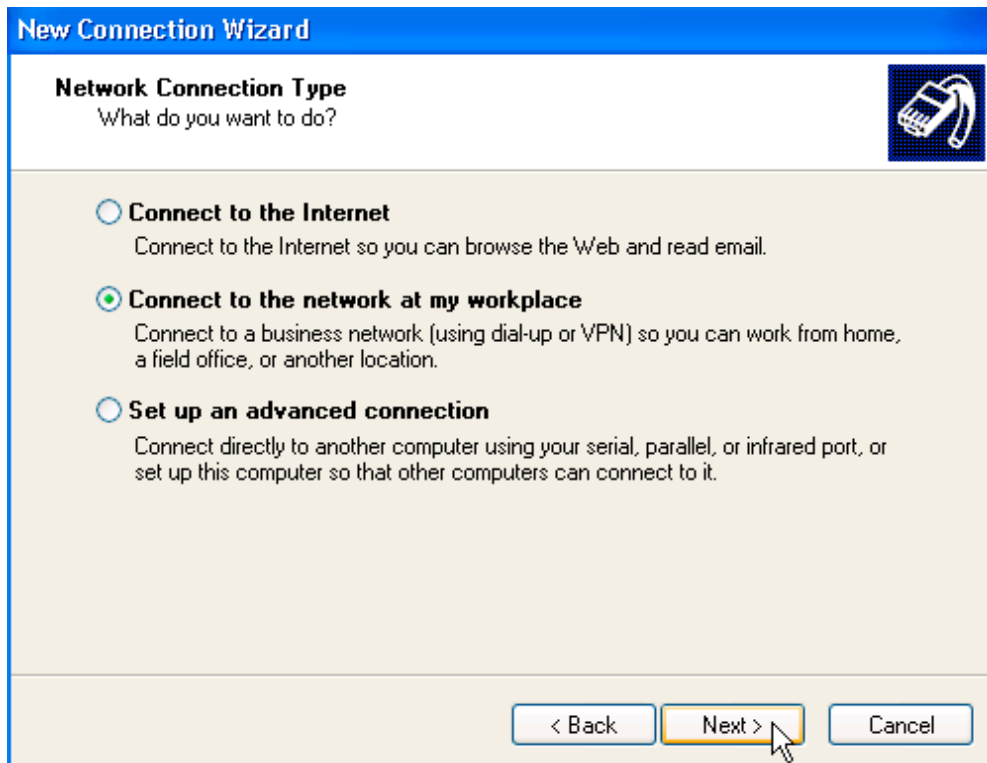 New Connection Wizard
Network Connection Type
What do you want to do?
Connect to the Internet
Connect to the Internet so you can browse the Web and read email.
Connect to the network at my workplace
Connect to a business network (using dial-up or VPN) so you can work from home,
a field office, or another location.
Set up an advanced connection
Connect directly to another computer using your serial, parallel, or infrared port, or
set up this computer so that other computers can connect to it.
< Back Next > Cancel